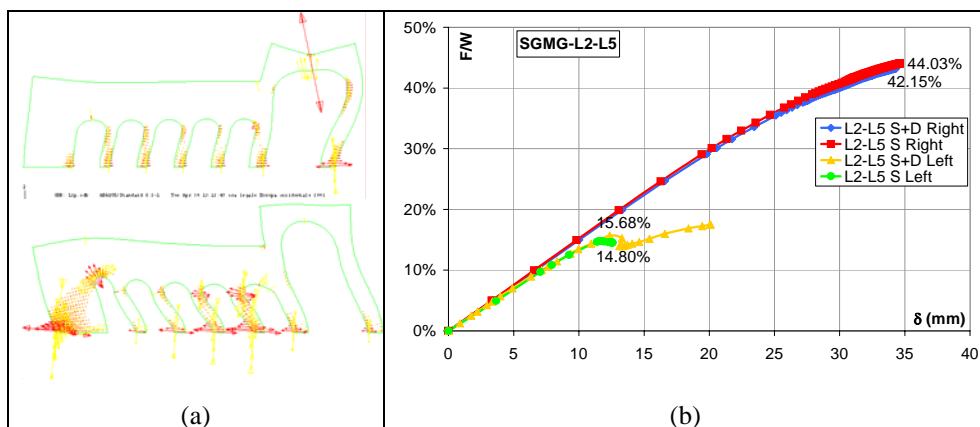 SGMG-L2-L5
F/W
50%
40%
30%
20%
10%
0%
44.03%
42.15%
L2-L5 S+D Right
L2-L5 S Right
L2-L5 S+D Left
L2-L5 S Left
15.68%
14.80%
δ (mm)
0 5 10 15 20 25 30 35 40
(a)
(b)